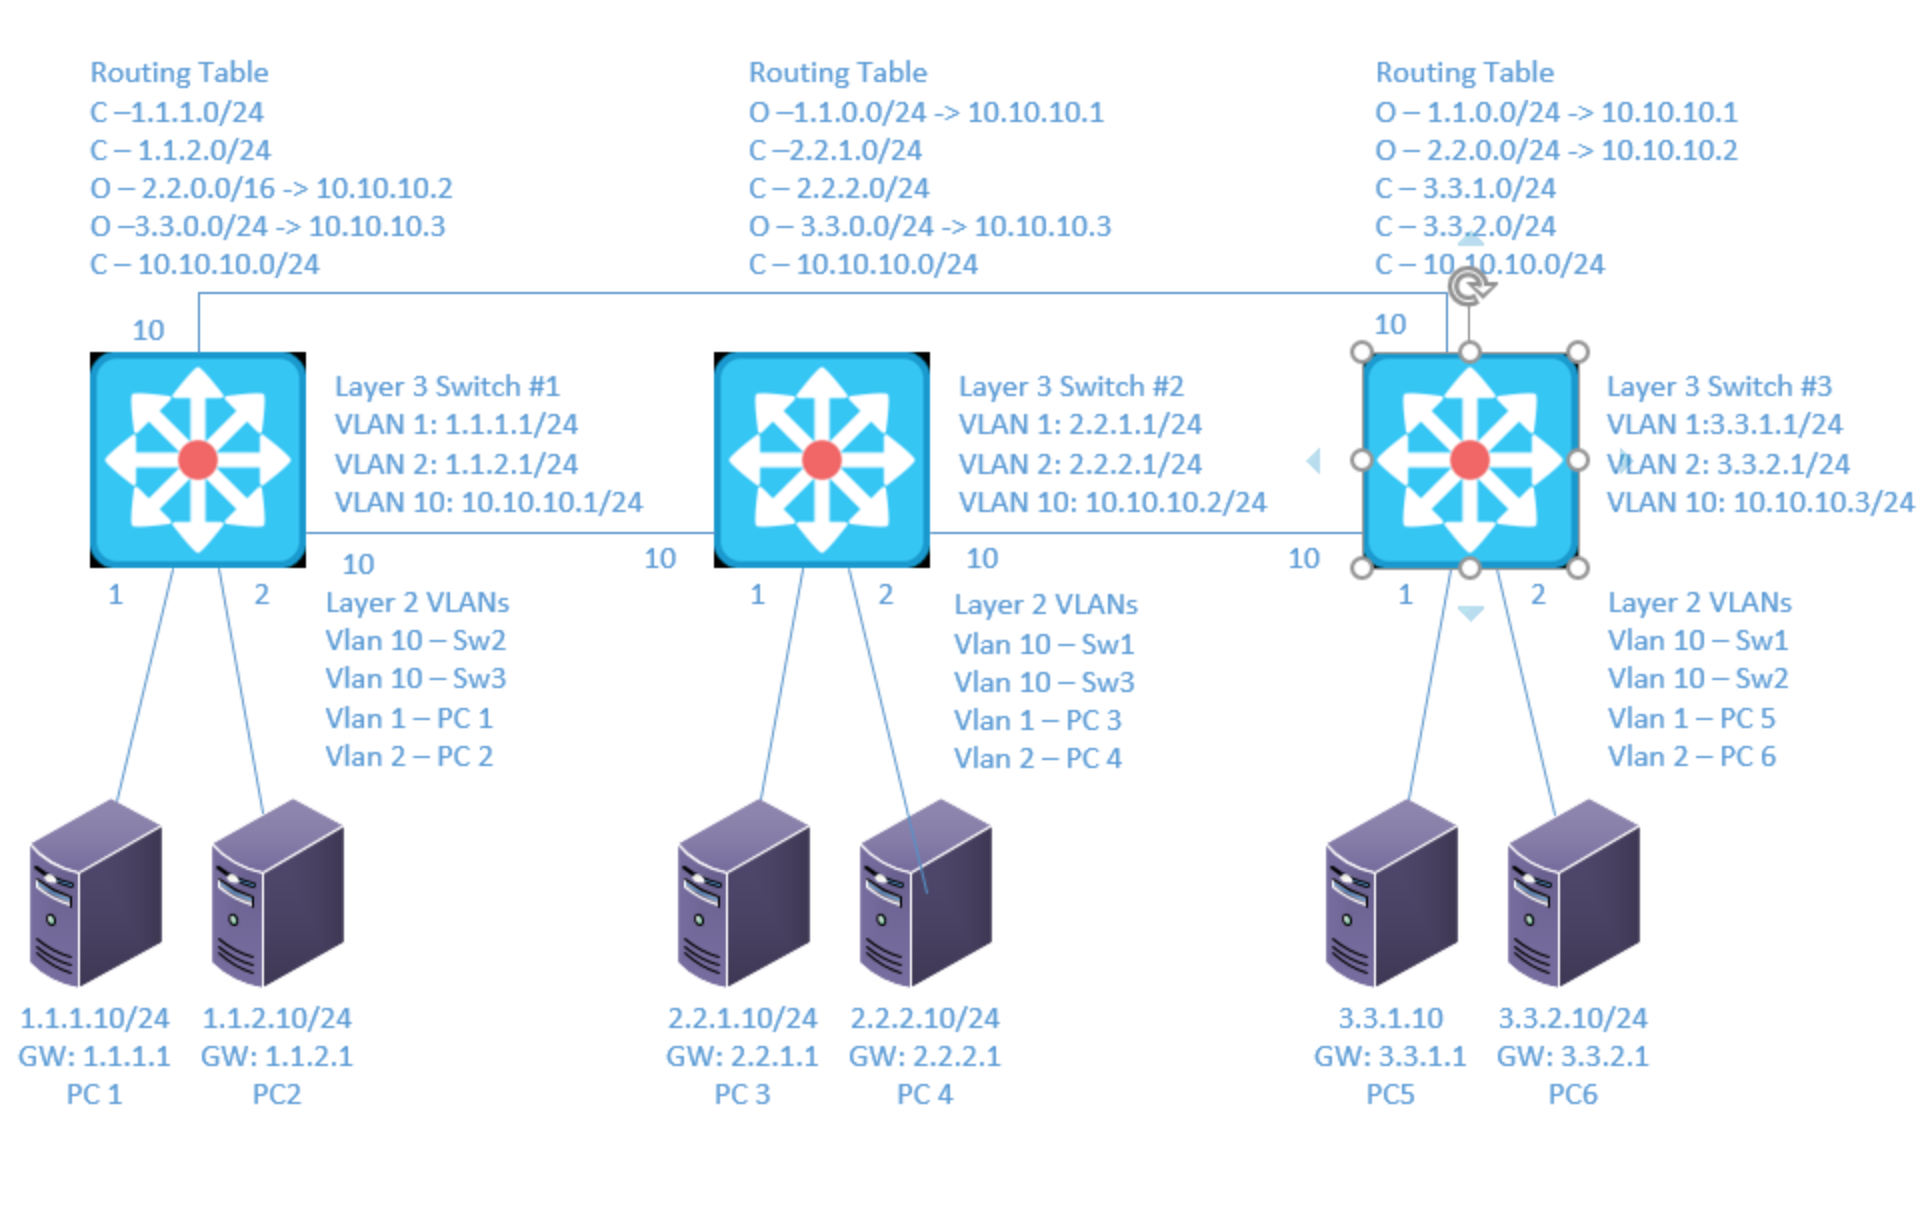 Routing Table
C –1.1.1.0/24
C – 1.1.2.0/24
O – 2.2.0.0/16 -> 10.10.10.2
O –3.3.0.0/24 -> 10.10.10.3
C – 10.10.10.0/24
Routing Table
O –1.1.0.0/24 -> 10.10.10.1
C –2.2.1.0/24
C – 2.2.2.0/24
O – 3.3.0.0/24 -> 10.10.10.3
C – 10.10.10.0/24
Routing Table
O – 1.1.0.0/24 -> 10.10.10.1
O – 2.2.0.0/24 -> 10.10.10.2
C – 3.3.1.0/24
C – 3.3.2.0/24
C – 10.10.10.0/24
10
10
Layer 3 Switch #1
VLAN 1: 1.1.1.1/24
VLAN 2: 1.1.2.1/24
VLAN 10: 10.10.10.1/24
Layer 3 Switch #2
VLAN 1: 2.2.1.1/24
VLAN 2: 2.2.2.1/24
VLAN 10: 10.10.10.2/24
Layer 3 Switch #3
VLAN 1:3.3.1.1/24
VLAN 2: 3.3.2.1/24
VLAN 10: 10.10.10.3/24
10
10
10
10
1
2
1
2
1
2
Layer 2 VLANs
Vlan 10 – Sw2
Vlan 10 – Sw3
Vlan 1 – PC 1
Vlan 2 – PC 2
Layer 2 VLANs
Vlan 10 – Sw1
Vlan 10 – Sw3
Vlan 1 – PC 3
Vlan 2 – PC 4
Layer 2 VLANs
Vlan 10 – Sw1
Vlan 10 – Sw2
Vlan 1 – PC 5
Vlan 2 – PC 6
1.1.1.10/24
GW: 1.1.1.1
PC 1
1.1.2.10/24
GW: 1.1.2.1
PC2
2.2.1.10/24
GW: 2.2.1.1
PC 3
2.2.2.10/24
GW: 2.2.2.1
PC 4
3.3.1.10
GW: 3.3.1.1
PC5
3.3.2.10/24
GW: 3.3.2.1
PC6